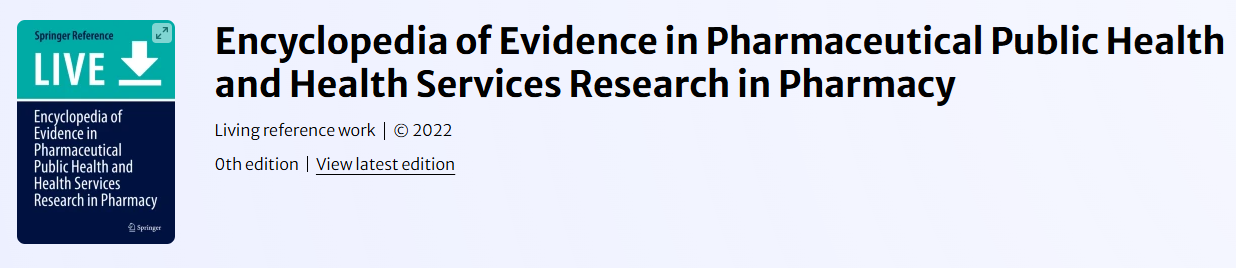 Springer Reference
LIVE
Encyclopedia of
Evidence in
Pharmaceutical
Public Health and
Health Services
Research in Pharmacy
Springer
Encyclopedia of Evidence in Pharmaceutical Public Health
and Health Services Research in Pharmacy
Living reference work | © 2022
0th edition | View latest edition